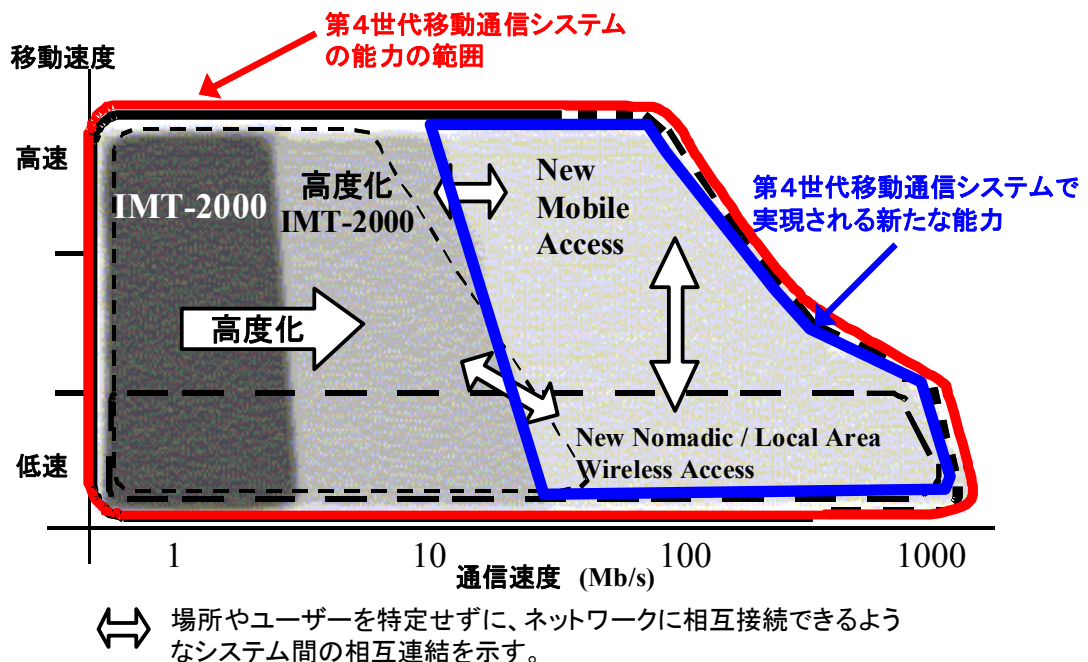 第4世代移動通信システム
の能力の範囲
移動速度
高速
IMT-2000
高度化
IMT-2000
New
Mobile
Access
第4世代移動通信システムで
実現される新たな能力
高度化
低速
New Nomadic / Local Area
Wireless Access
1
10
100
1000
通信速度 (Mb/s)
場所やユーザーを特定せずに、ネットワークに相互接続できるよう
なシステム間の相互連結を示す。